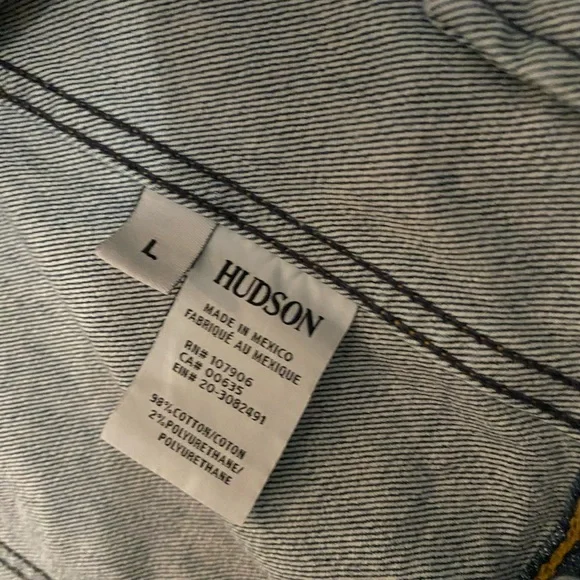 L
HUDSON
MADE IN MEXICO
FABRIQUÉ AU MEXIQUE
RN# 107906
CA# 00635
EIN# 20-3082491
98%COTTON/COTON
2%POLYURETHANE/
POLYURETHANE